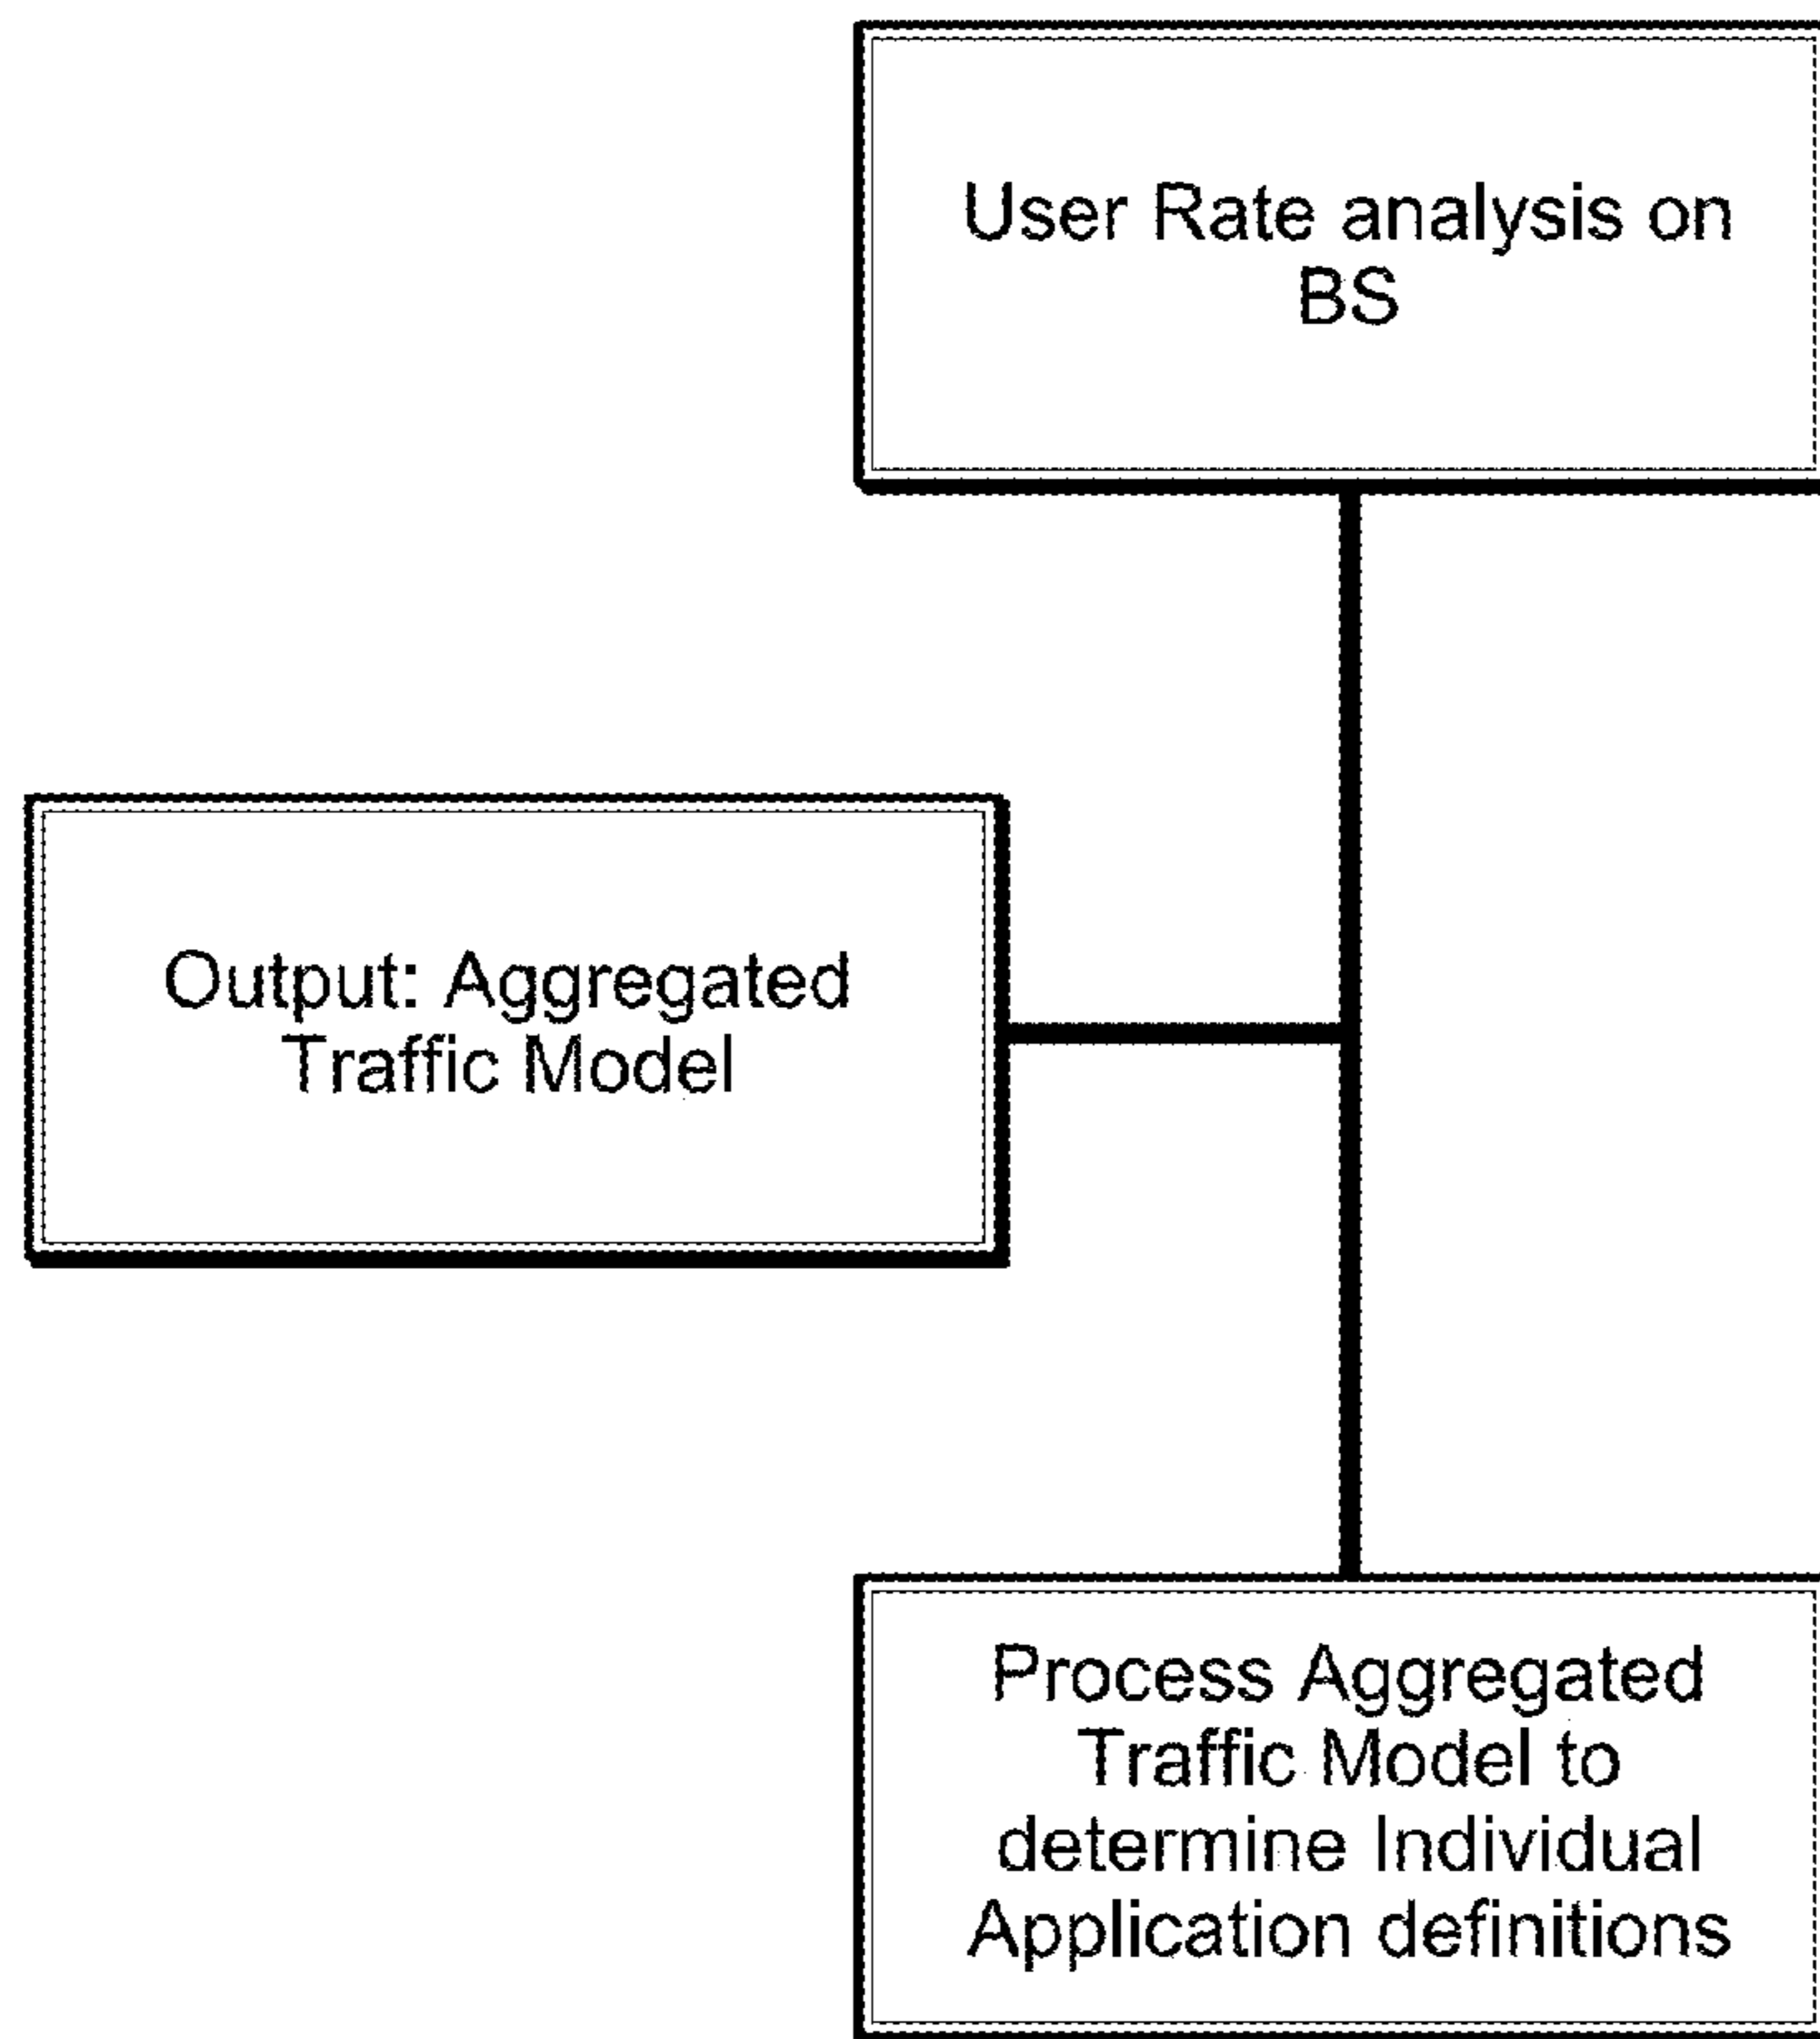 User Rate analysis on
BS
Output: Aggregated
Traffic Model
Process Aggregated
Traffic Model to
determine Individual
Application definitions